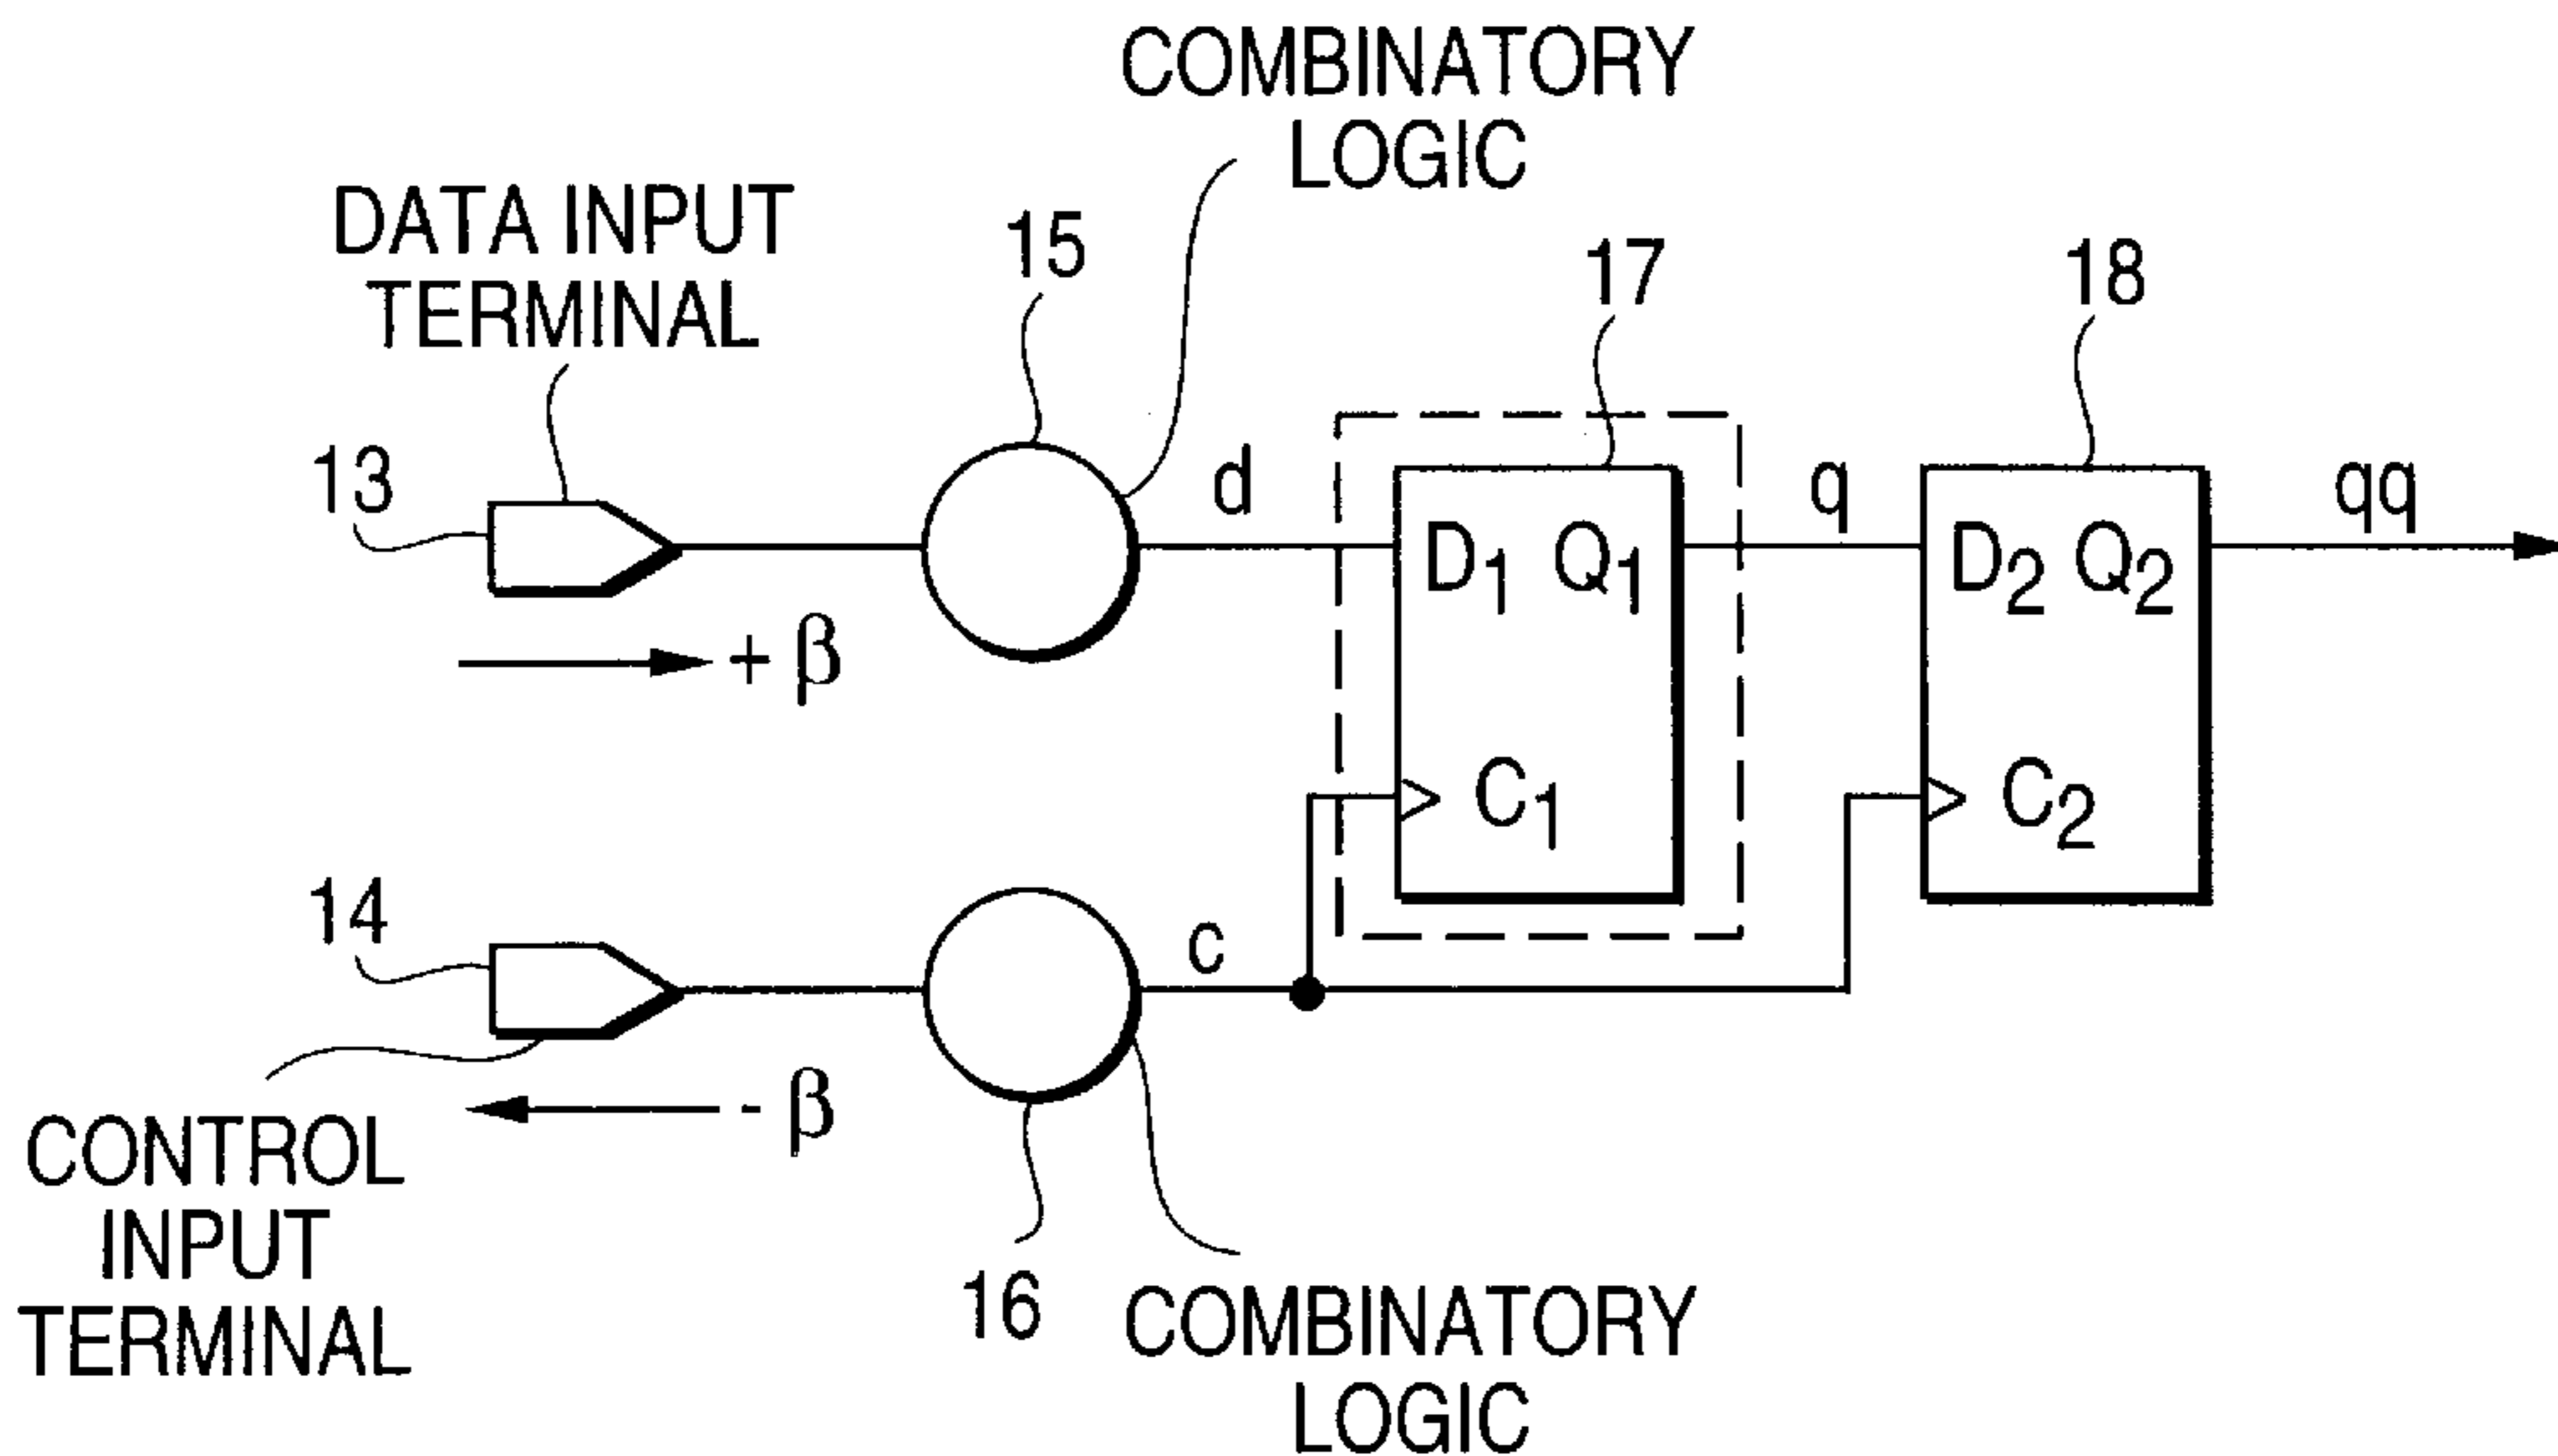 COMBINATORY
LOGIC
DATA INPUT
TERMINAL
15
17
18
13
d
q
qq
D1 Q1
D2 Q2
+ β
C1
C2
14
c
- β
CONTROL
INPUT
TERMINAL
16
COMBINATORY
LOGIC